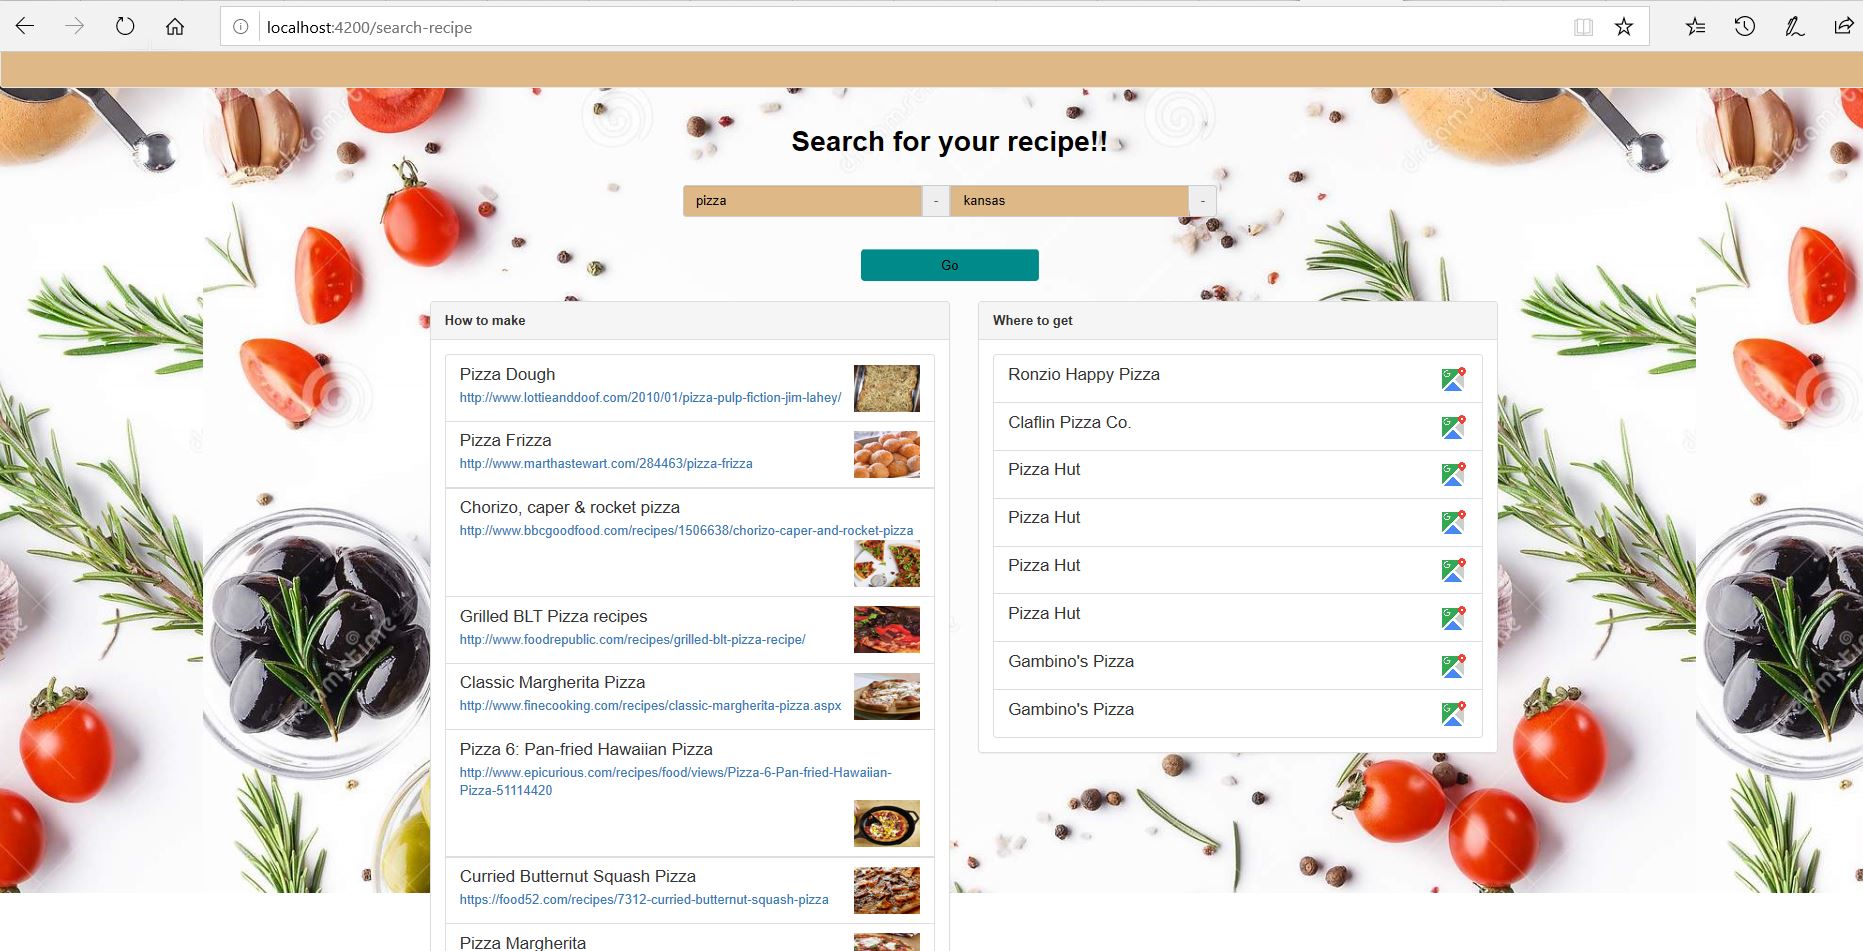 localhost:4200/search-recipe
Search for your recipe!!
pizza - kansas -
Go
How to make
Pizza Dough
http://www.lottieanddoof.com/2010/01/pizza-pulp-fiction-jim-lahey/
Pizza Frizza
http://www.marthastewart.com/284463/pizza-frizza
Chorizo, caper & rocket pizza
http://www.bbcgoodfood.com/recipes/1506638/chorizo-caper-and-rocket-pizza
Grilled BLT Pizza recipes
http://www.foodrepublic.com/recipes/grilled-blt-pizza-recipe/
Classic Margherita Pizza
http://www.finecooking.com/recipes/classic-margherita-pizza.aspx
Pizza 6: Pan-fried Hawaiian Pizza
http://www.epicurious.com/recipes/food/views/Pizza-6-Pan-fried-Hawaiian-
Pizza-51114420
Curried Butternut Squash Pizza
https://food52.com/recipes/7312-curried-butternut-squash-pizza
Pizza Margherita
Where to get
Ronzio Happy Pizza
Claflin Pizza Co.
Pizza Hut
Pizza Hut
Pizza Hut
Pizza Hut
Gambino's Pizza
Gambino's Pizza